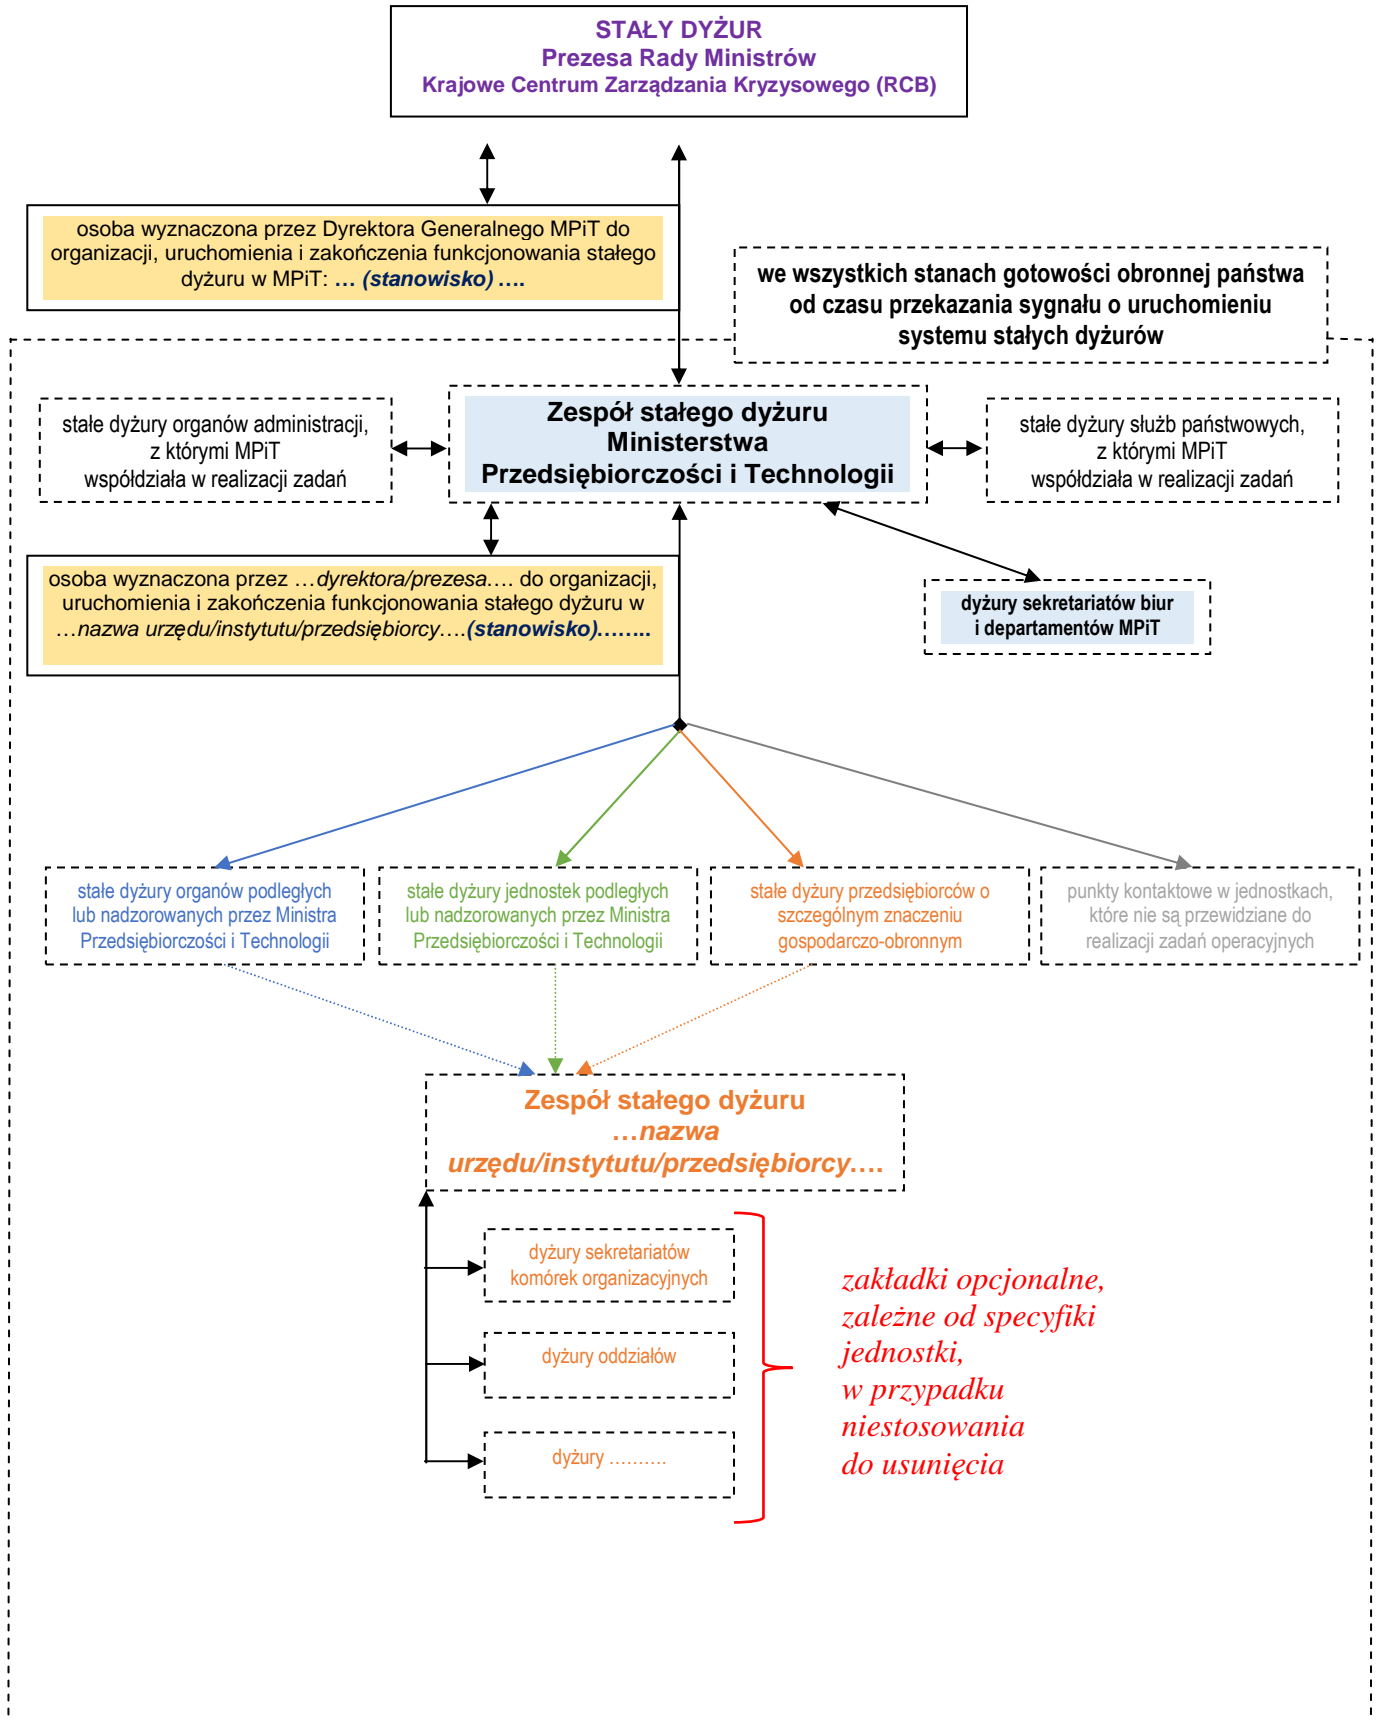 STAŁY DYŻUR
Prezesa Rady Ministrów
Krajowe Centrum Zarządzania Kryzysowego (RCB)
osoba wyznaczona przez Dyrektora Generalnego MPiT do
organizacji, uruchomienia i zakończenia funkcjonowania stałego
dyżuru w MPiT: … (stanowisko) ….
we wszystkich stanach gotowości obronnej państwa
od czasu przekazania sygnału o uruchomieniu
systemu stałych dyżurów
stałe dyżury organów administracji,
z którymi MPiT
współdziała w realizacji zadań
Zespół stałego dyżuru
Ministerstwa
Przedsiębiorczości i Technologii
stałe dyżury służb państwowych,
z którymi MPiT
współdziała w realizacji zadań
osoba wyznaczona przez …dyrektora/prezesa…. do organizacji,
uruchomienia i zakończenia funkcjonowania stałego dyżuru w
…nazwa urzędu/instytutu/przedsiębiorcy….(stanowisko)……..
dyżury sekretariatów biur
i departamentów MPiT
stałe dyżury organów podległych
lub nadzorowanych przez Ministra
Przedsiębiorczości i Technologii
stałe dyżury jednostek podległych
lub nadzorowanych przez Ministra
Przedsiębiorczości i Technologii
stałe dyżury przedsiębiorców o
szczególnym znaczeniu
gospodarczo-obronnym
punkty kontaktowe w jednostkach,
które nie są przewidziane do
realizacji zadań operacyjnych
Zespół stałego dyżuru
…nazwa
urzędu/instytutu/przedsiębiorcy….
dyżury sekretariatów
komórek organizacyjnych
dyżury oddziałów
dyżury ……….
zakładki opcjonalne,
zależne od specyfiki
jednostki,
w przypadku
niestosowania
do usunięcia